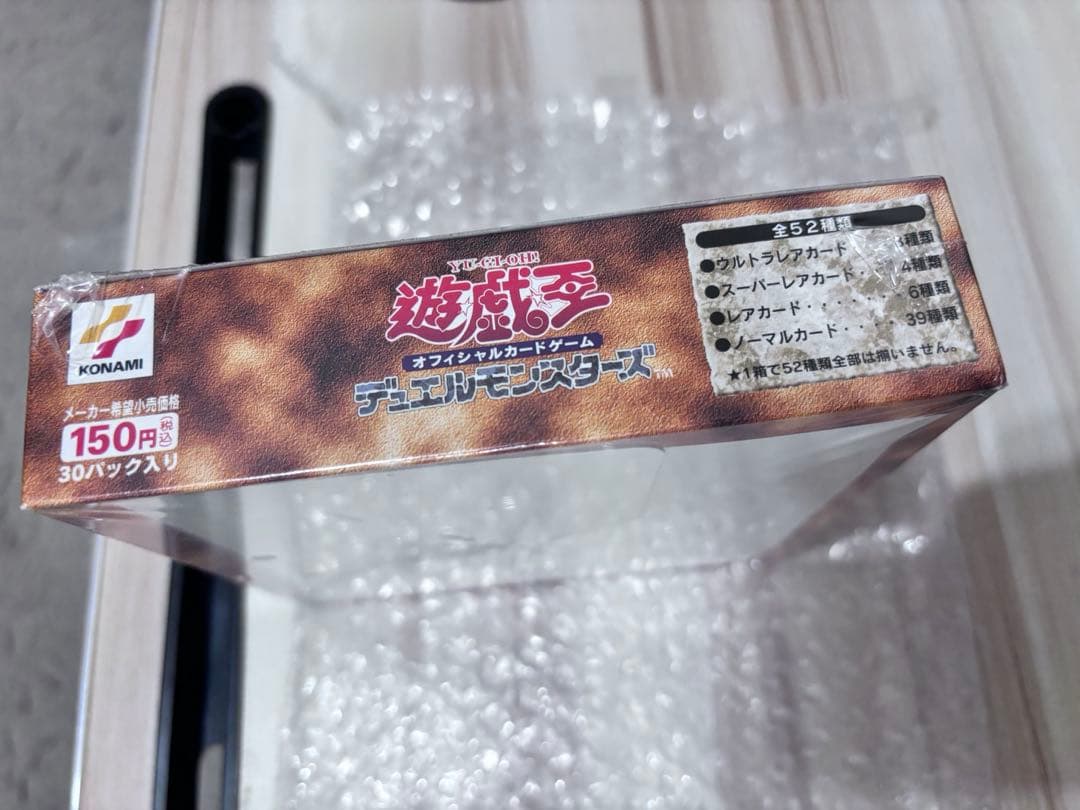 KONAMI
メーカー希望小売価格
150円(税込)
30パック入り
YU-GI-OH!
遊戯王
オフィシャルカードゲーム
デュエルモンスターズ™
全52種類
●ウルトラレアカード 3種類
●スーパーレアカード・・・4種類
●レアカード・・・・・・・6種類
●ノーマルカード・・・・39種類
★1箱で52種類全部は揃いません。